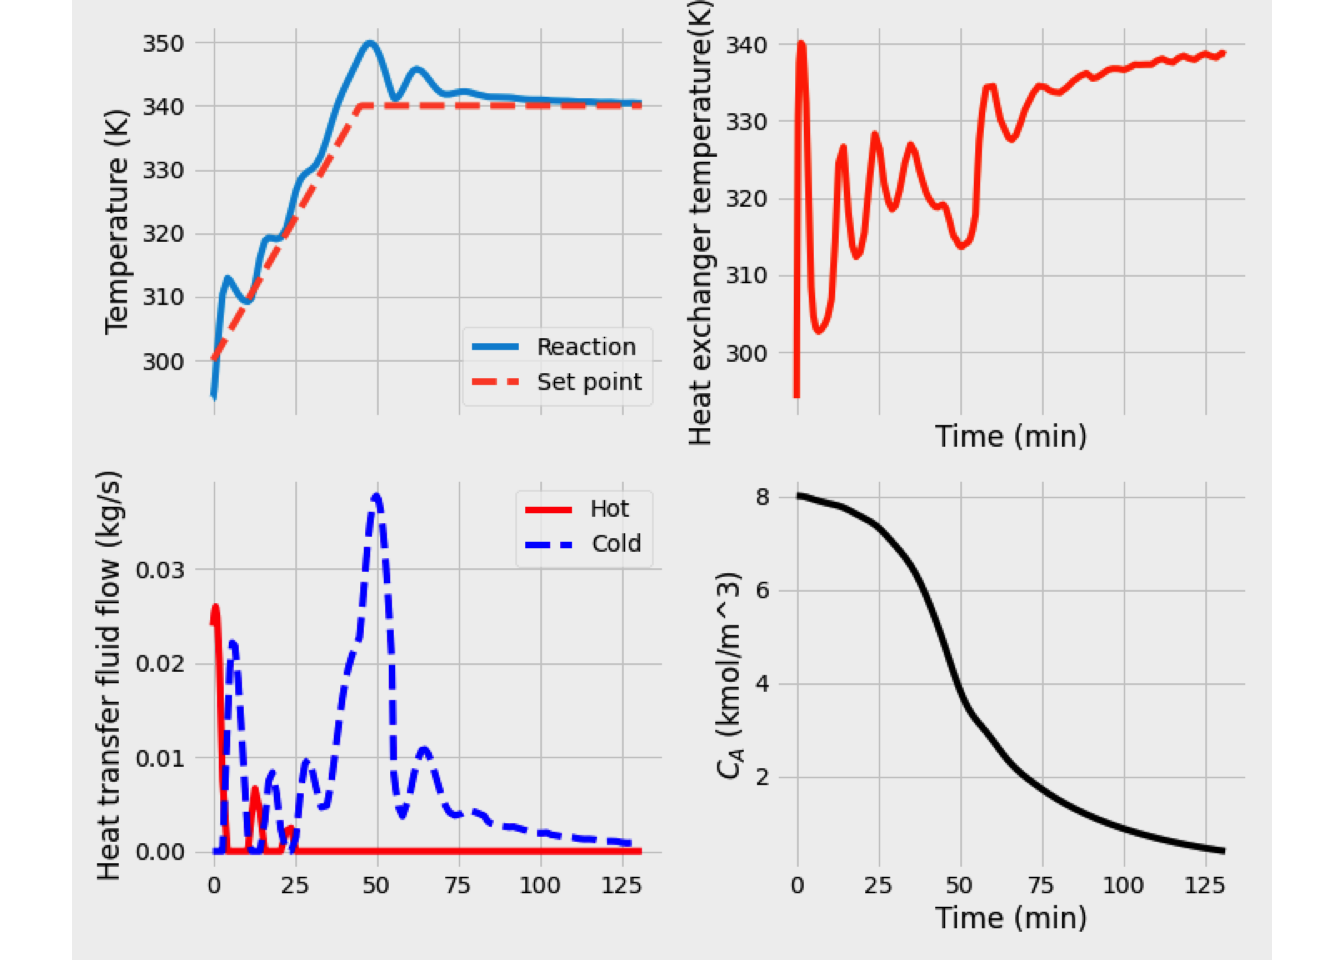 350
340
330
320
310
300
Temperature (K)
Reaction
Set point
340
330
320
310
300
Heat exchanger temperature(K)
Time (min)
0.03
0.02
0.01
0.00
Heat transfer fluid flow (kg/s)
Hot
Cold
0 25 50 75 100 125
8
6
4
2
C_A (kmol/m^3)
0 25 50 75 100 125
Time (min)